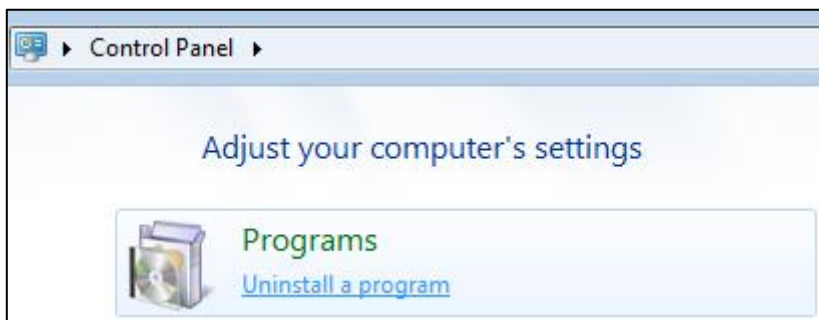 Control Panel
Adjust your computer's settings
Programs
Uninstall a program